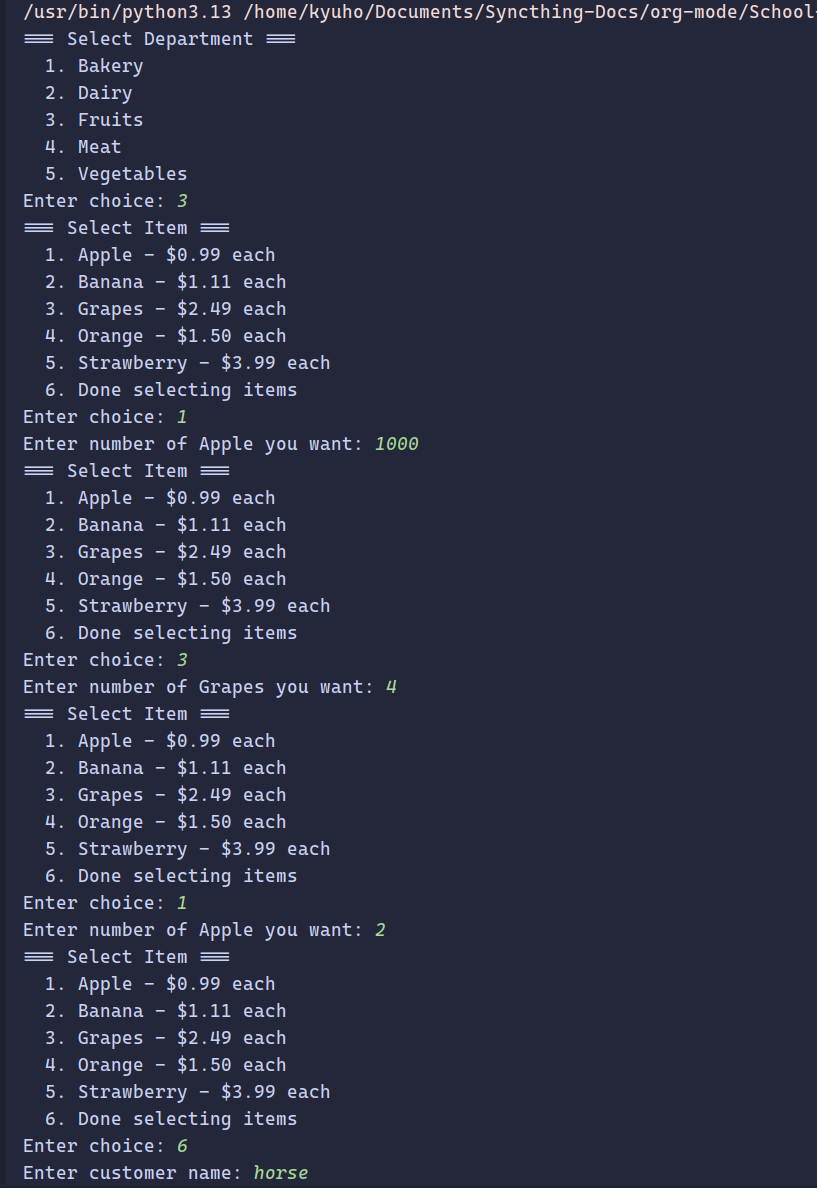 /usr/bin/python3.13 /home/kyuho/Documents/Syncthing-Docs/org-mode/School-
=== Select Department ===
1. Bakery
2. Dairy
3. Fruits
4. Meat
5. Vegetables
Enter choice: 3
=== Select Item ===
1. Apple - $0.99 each
2. Banana - $1.11 each
3. Grapes - $2.49 each
4. Orange - $1.50 each
5. Strawberry - $3.99 each
6. Done selecting items
Enter choice: 1
Enter number of Apple you want: 1000
=== Select Item ===
1. Apple - $0.99 each
2. Banana - $1.11 each
3. Grapes - $2.49 each
4. Orange - $1.50 each
5. Strawberry - $3.99 each
6. Done selecting items
Enter choice: 3
Enter number of Grapes you want: 4
=== Select Item ===
1. Apple - $0.99 each
2. Banana - $1.11 each
3. Grapes - $2.49 each
4. Orange - $1.50 each
5. Strawberry - $3.99 each
6. Done selecting items
Enter choice: 1
Enter number of Apple you want: 2
=== Select Item ===
1. Apple - $0.99 each
2. Banana - $1.11 each
3. Grapes - $2.49 each
4. Orange - $1.50 each
5. Strawberry - $3.99 each
6. Done selecting items
Enter choice: 6
Enter customer name: horse